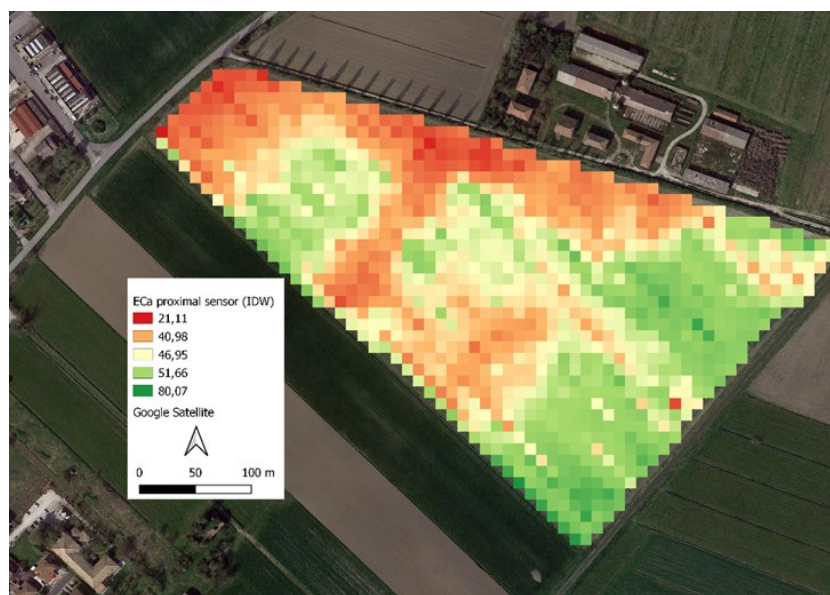 ECa proximal sensor (IDW)
21,11
40,98
46,95
51,66
80,07
Google Satellite
0 50 100 m